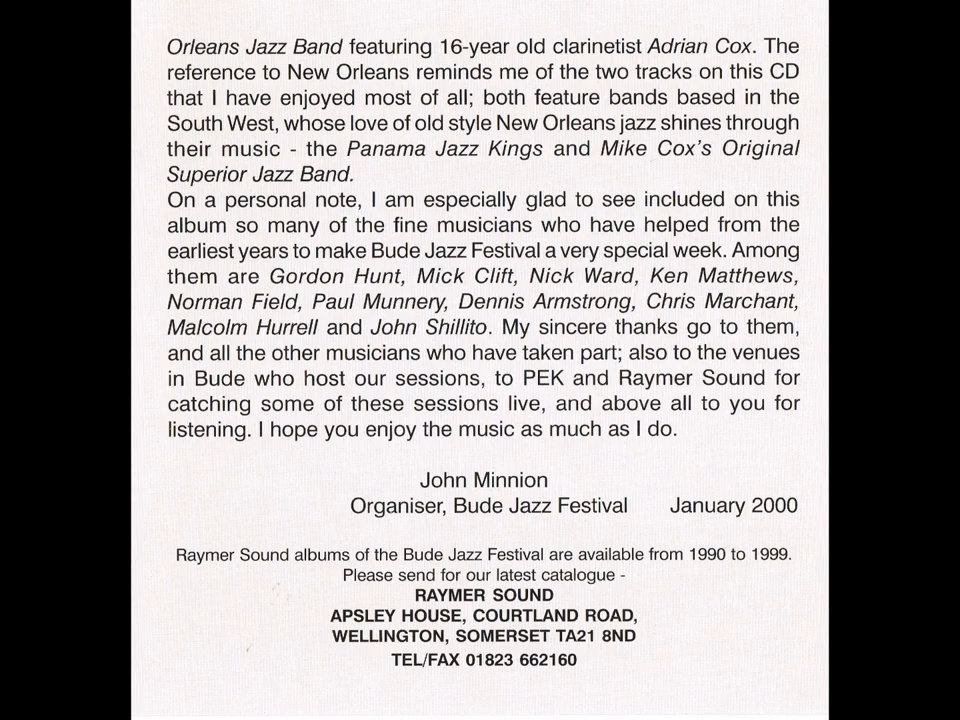 Orleans Jazz Band featuring 16-year old clarinetist Adrian Cox. The
reference to New Orleans reminds me of the two tracks on this CD
that I have enjoyed most of all; both feature bands based in the
South West, whose love of old style New Orleans jazz shines through
their music - the Panama Jazz Kings and Mike Cox's Original
Superior Jazz Band.
On a personal note, I am especially glad to see included on this
album so many of the fine musicians who have helped from the
earliest years to make Bude Jazz Festival a very special week. Among
them are Gordon Hunt, Mick Clift, Nick Ward, Ken Matthews,
Norman Field, Paul Munnery, Dennis Armstrong, Chris Marchant,
Malcolm Hurrell and John Shillito. My sincere thanks go to them,
and all the other musicians who have taken part; also to the venues
in Bude who host our sessions, to PEK and Raymer Sound for
catching some of these sessions live, and above all to you for
listening. I hope you enjoy the music as much as I do.
John Minnion
Organiser, Bude Jazz Festival January 2000
Raymer Sound albums of the Bude Jazz Festival are available from 1990 to 1999.
Please send for our latest catalogue -
RAYMER SOUND
APSLEY HOUSE, COURTLAND ROAD,
WELLINGTON, SOMERSET TA21 8ND
TEL/FAX 01823 662160